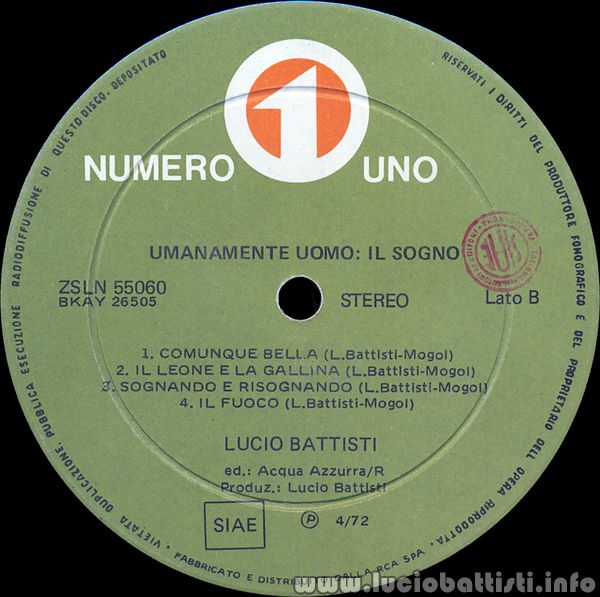 RISERVATI I DIRITTI DEL PRODUTTORE FONOGRAFICO E DEL PROPRIETARIO DELL'OPERA RIPRODOTTA
• VIETATA DUPLICAZIONE, PUBBLICA ESECUZIONE RADIODIFFUSIONE DI QUESTO DISCO. DEPOSITATO
1
NUMERO UNO
UMANAMENTE UOMO: IL SOGNO
ZSLN 55060
BKAY 26505
STEREO
Lato B
1. COMUNQUE BELLA (L.Battisti-Mogol)
2. IL LEONE E LA GALLINA (L.Battisti-Mogol)
3. SOGNANDO E RISOGNANDO (L.Battisti-Mogol)
4. IL FUOCO (L.Battisti-Mogol)
LUCIO BATTISTI
ed.: Acqua Azzurra/R
Produz.: Lucio Battisti
SIAE
P 4/72
• FABBRICATO E DISTRIBUITO DALLA RCA SPA •
www.luciobattisti.info